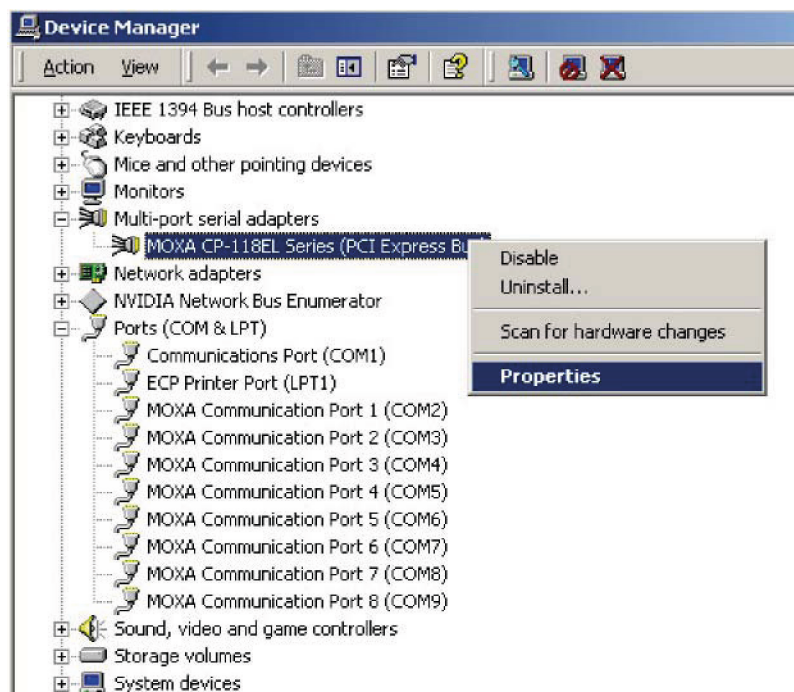 Device Manager
Action View
IEEE 1394 Bus host controllers
Keyboards
Mice and other pointing devices
Monitors
Multi-port serial adapters
MOXA CP-118EL Series (PCI Express Bu
Disable
Uninstall...
Scan for hardware changes
Properties
Network adapters
NVIDIA Network Bus Enumerator
Ports (COM & LPT)
Communications Port (COM1)
ECP Printer Port (LPT1)
MOXA Communication Port 1 (COM2)
MOXA Communication Port 2 (COM3)
MOXA Communication Port 3 (COM4)
MOXA Communication Port 4 (COM5)
MOXA Communication Port 5 (COM6)
MOXA Communication Port 6 (COM7)
MOXA Communication Port 7 (COM8)
MOXA Communication Port 8 (COM9)
Sound, video and game controllers
Storage volumes
System devices